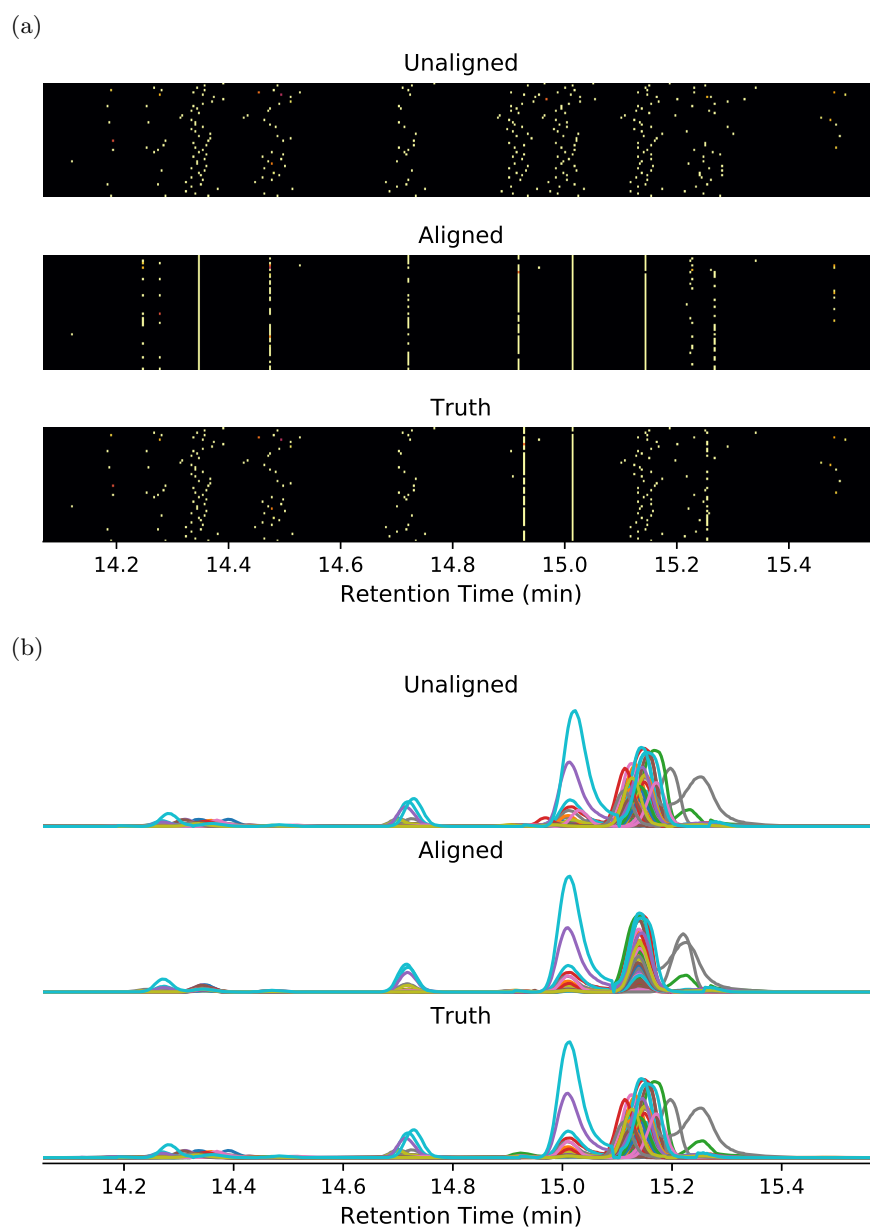 (a)
Unaligned
Aligned
Truth
14.2 14.4 14.6 14.8 15.0 15.2 15.4
Retention Time (min)
(b)
Unaligned
Aligned
Truth
14.2 14.4 14.6 14.8 15.0 15.2 15.4
Retention Time (min)